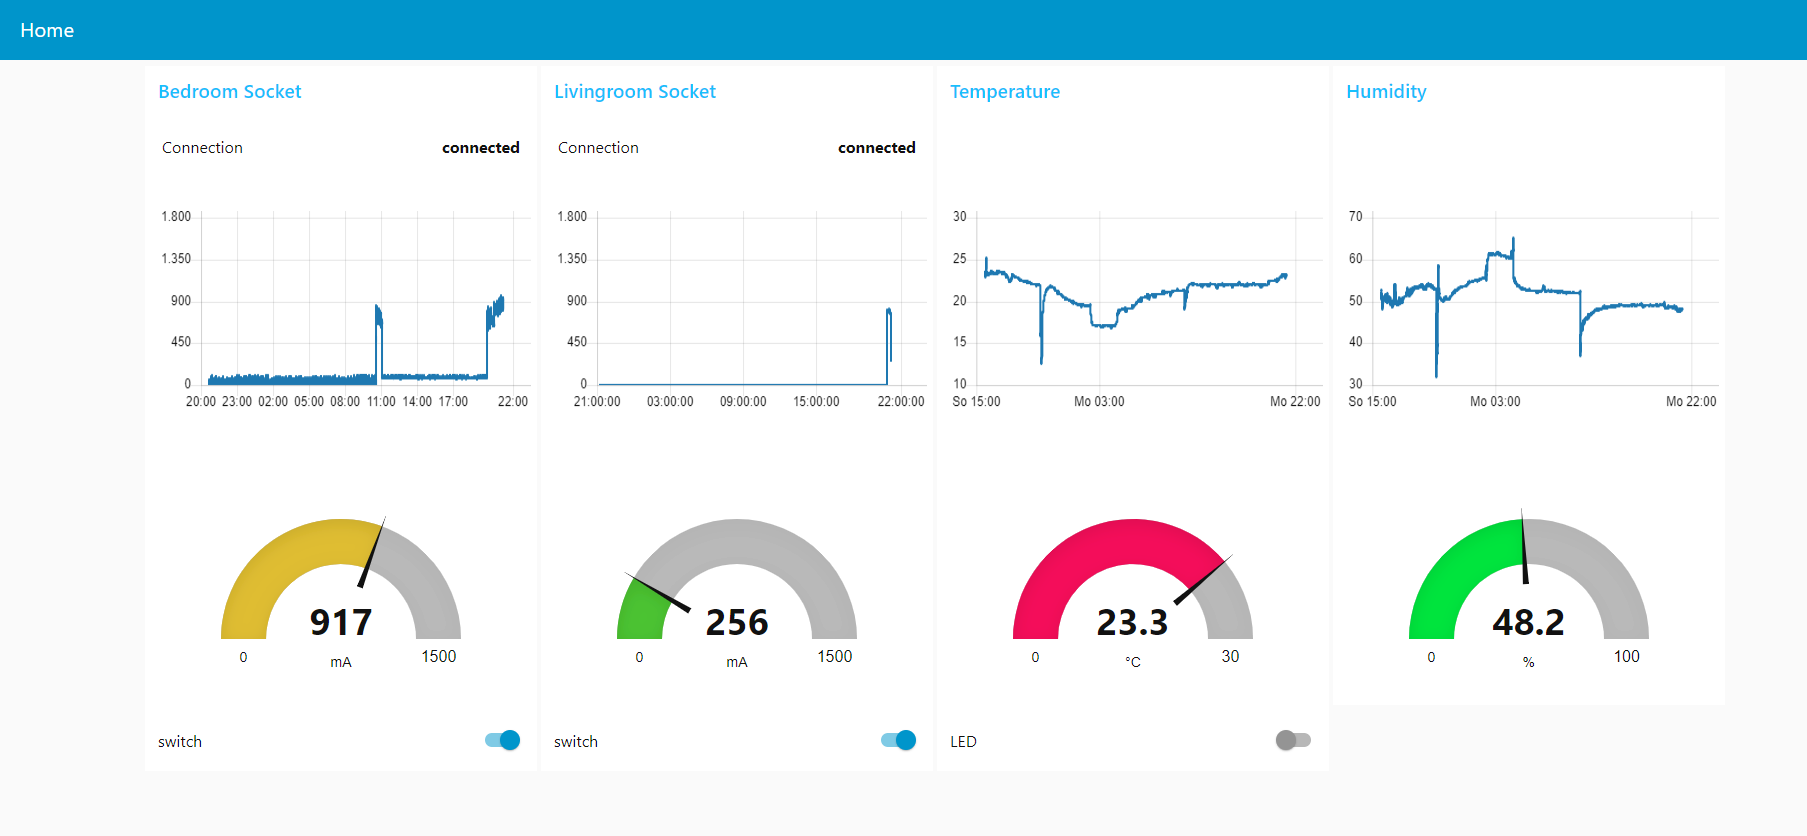 Home
Bedroom Socket
Connection connected
1.800
1.350
900
450
0
20:00 23:00 02:00 05:00 08:00 11:00 14:00 17:00 22:00
917
0 mA 1500
switch
Livingroom Socket
Connection connected
1.800
1.350
900
450
0
21:00:00 03:00:00 09:00:00 15:00:00 22:00:00
256
0 mA 1500
switch
Temperature
30
25
20
15
10
So 15:00 Mo 03:00 Mo 22:00
23.3
0 °C 30
LED
Humidity
70
60
50
40
30
So 15:00 Mo 03:00 Mo 22:00
48.2
0 % 100